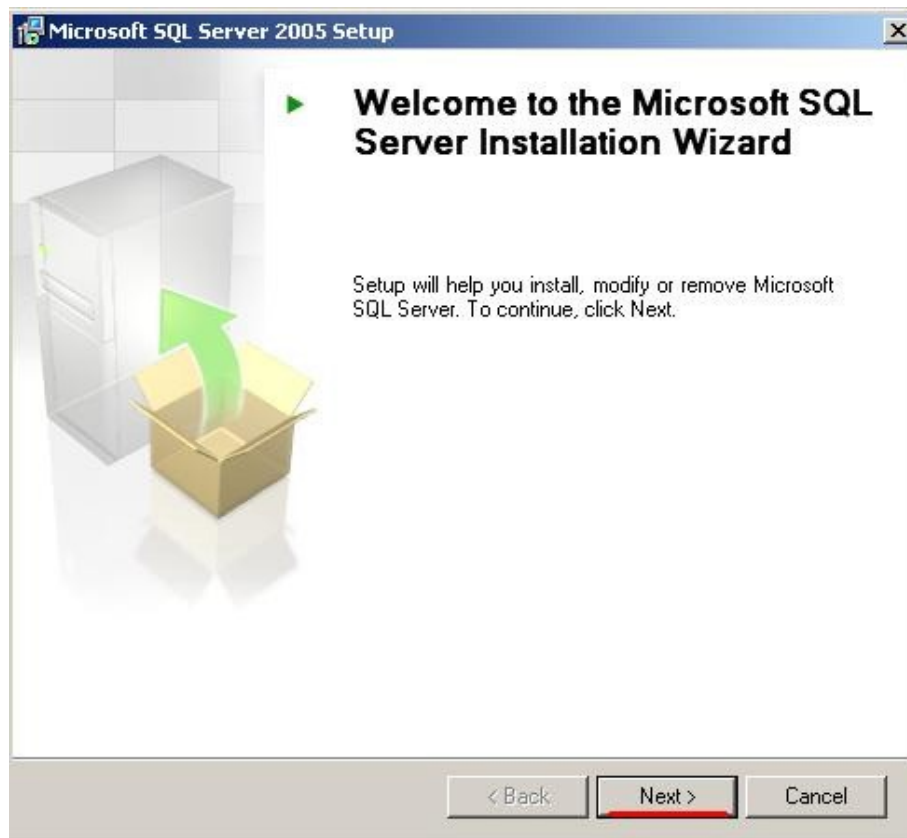 Microsoft SQL Server 2005 Setup
Welcome to the Microsoft SQL
Server Installation Wizard
Setup will help you install, modify or remove Microsoft
SQL Server. To continue, click Next.
< Back
Next >
Cancel